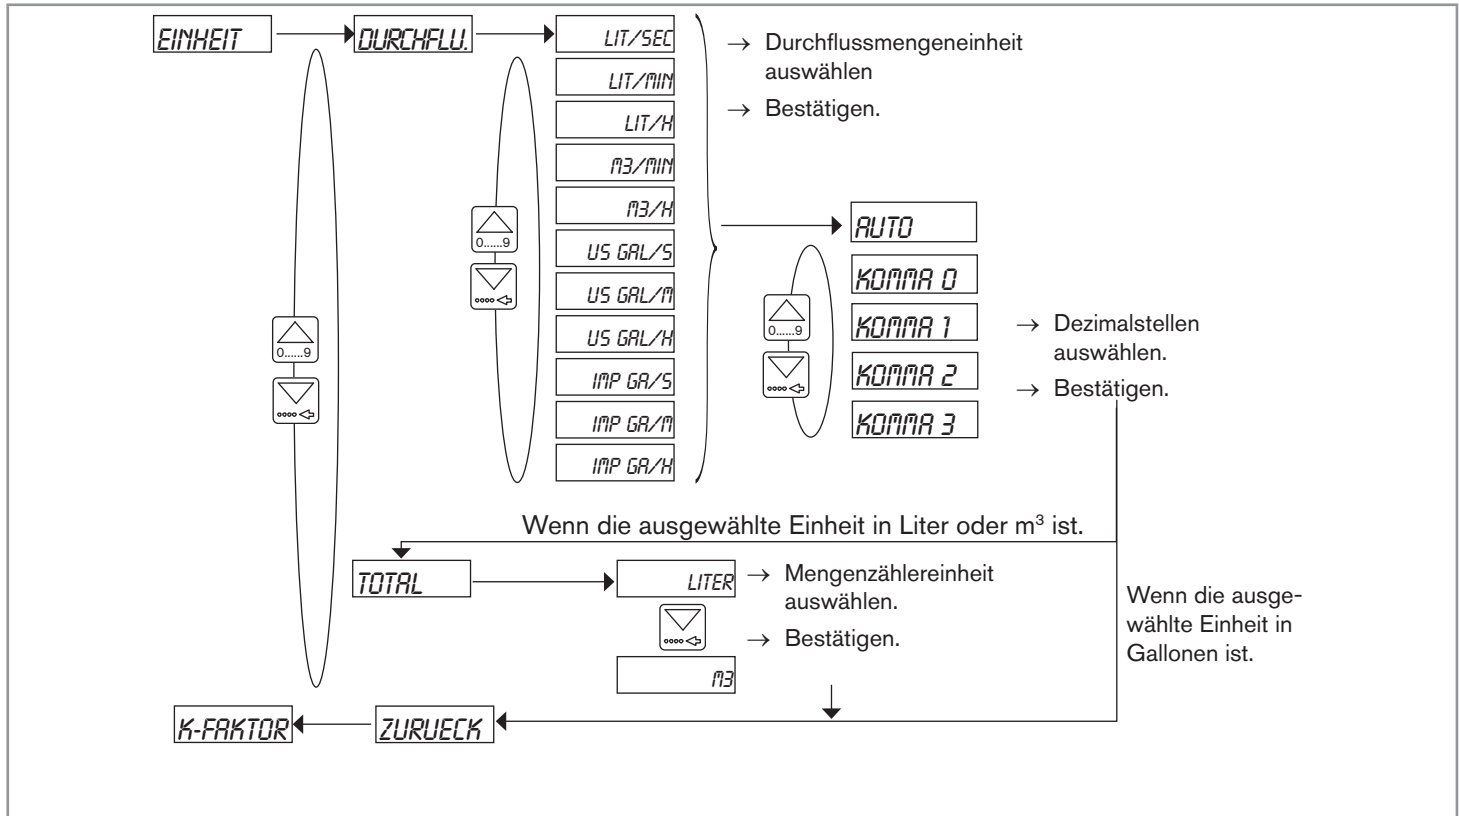 EINHEIT
DURCHFLU.
LIT/SEC
LIT/MIN
LIT/H
M3/MIN
M3/H
US GAL/S
US GAL/M
US GAL/H
IMP GA/S
IMP GA/M
IMP GA/H
→ Durchflussmengeneinheit
auswählen
→ Bestätigen.
0......9
0......9
0......9
AUTO
KOMMA 0
KOMMA 1
KOMMA 2
KOMMA 3
→ Dezimalstellen
auswählen.
→ Bestätigen.
Wenn die ausgewählte Einheit in Liter oder m³ ist.
TOTAL
LITER
M3
→ Mengenzählereinheit
auswählen.
→ Bestätigen.
Wenn die ausge-
wählte Einheit in
Gallonen ist.
K-FAKTOR
ZURUECK